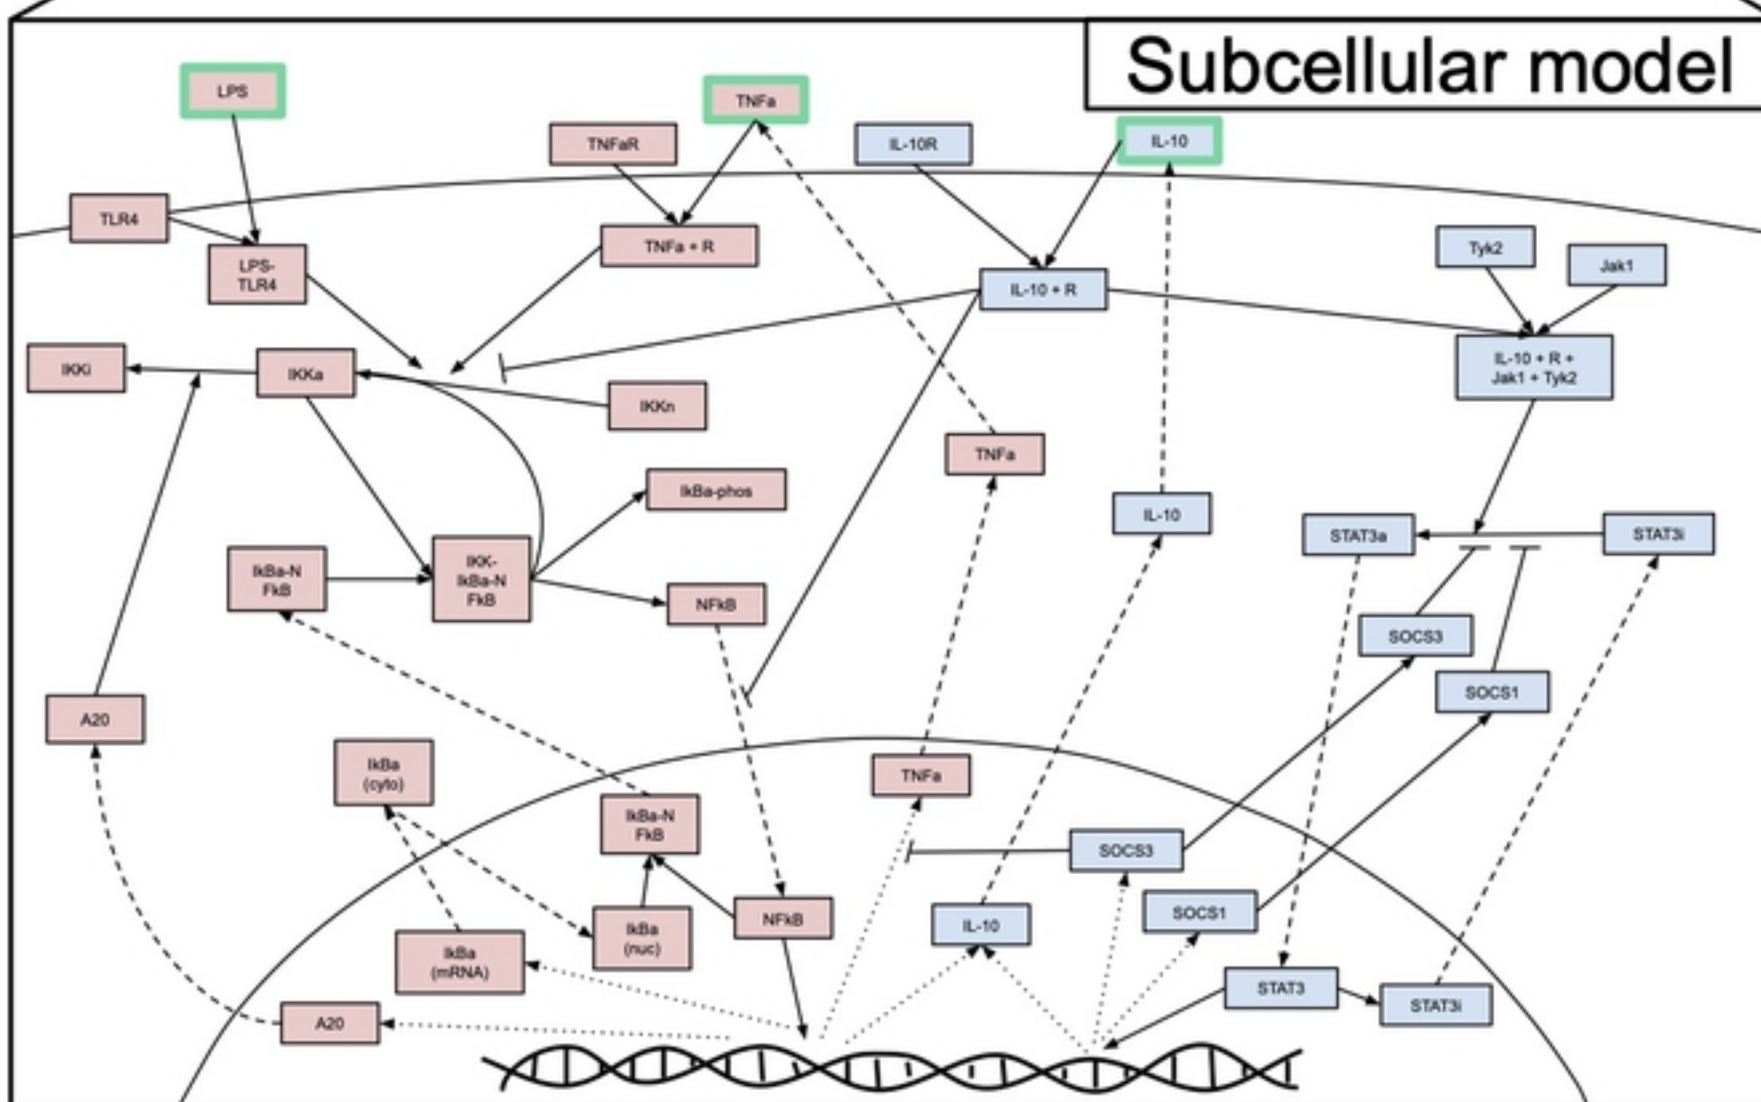 Subcellular model
LPS
TNFa
TNFaR
IL-10R
IL-10
TLR4
LPS-
TLR4
TNFa + R
IL-10 + R
Tyk2
Jak1
IL-10 + R +
Jak1 + Tyk2
IKKi
IKKa
IKKn
TNFa
IkBa-phos
IL-10
STAT3a
STAT3i
IkBa-N
FkB
IKK-
IkBa-N
FkB
NFkB
SOCS3
SOCS1
A20
IkBa
(cyto)
TNFa
IkBa-N
FkB
SOCS3
NFkB
IL-10
SOCS1
IkBa
(mRNA)
IkBa
(nuc)
STAT3
STAT3i
A20